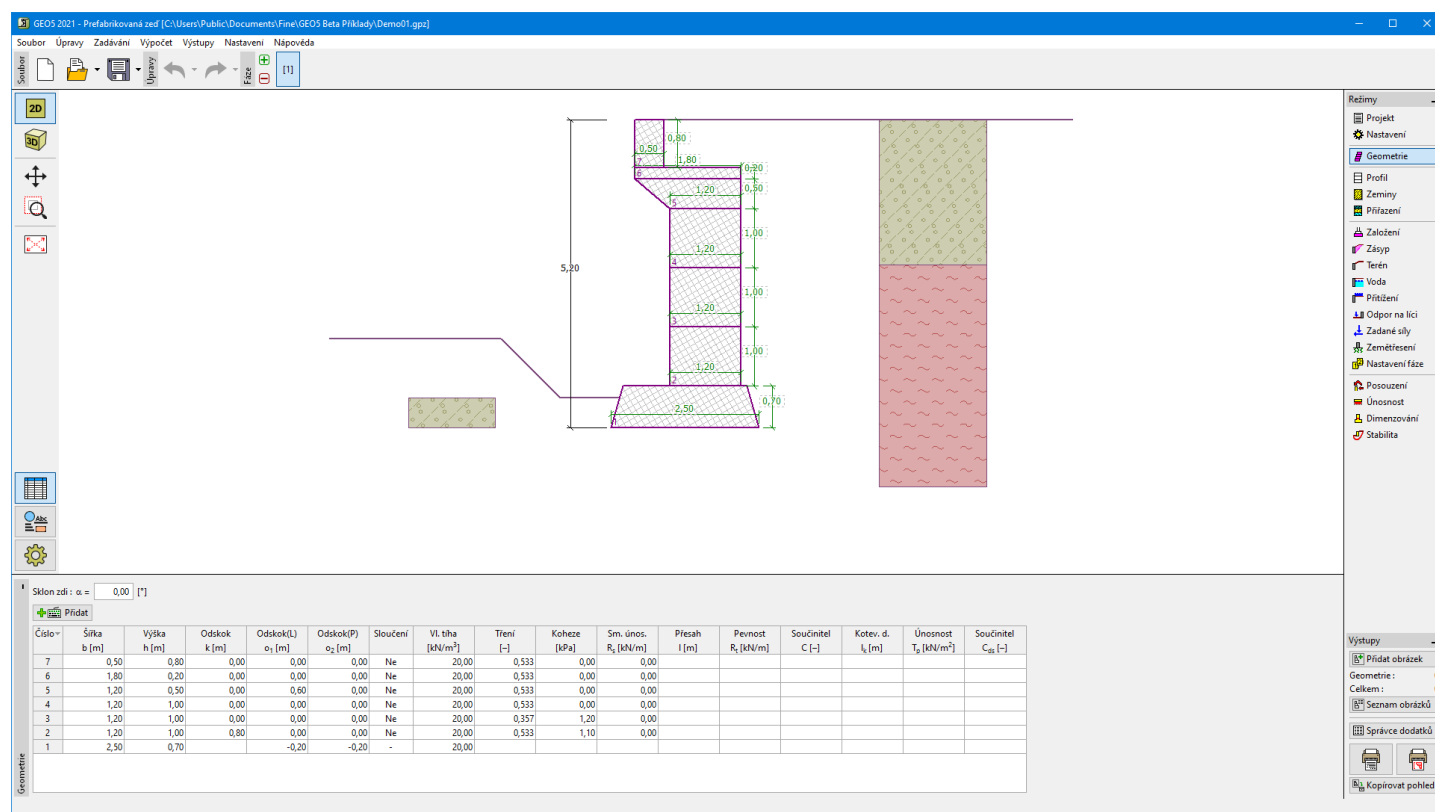 GEO5 2021 - Prefabrikovaná zeď [C:\Users\Public\Documents\Fine\GEO5 Beta Příklady\Demo01.gpz]
Soubor Úpravy Zadávání Výpočet Výstupy Nastavení Nápověda
Soubor Úpravy Fáze [1]
2D
3D
Abc
5,20
0,80
0,50
7
1,80
0,20
6
1,20
0,50
5
1,00
1,20
4
1,00
1,20
3
1,00
1,20
2
0,70
2,50
1
Režimy
Projekt
Nastavení
Geometrie
Profil
Zeminy
Přiřazení
Založení
Zásyp
Terén
Voda
Přitížení
Odpor na líci
Zadané síly
Zemětřesení
Nastavení fáze
Posouzení
Únosnost
Dimenzování
Stabilita
Sklon zdi : α = 0,00 [°]
Přidat
Číslo Šířka Výška Odskok Odskok(L) Odskok(P) Sloučení Vl. tíha Tření Koheze Sm. únos. Přesah Pevnost Součinitel Kotev. d. Únosnost Součinitel
b [m] h [m] k [m] o1 [m] o2 [m] [kN/m3] [–] [kPa] Rs [kN/m] l [m] Rt [kN/m] C [–] lk [m] Tp [kN/m2] Cds [–]
7 0,50 0,80 0,00 0,00 0,00 Ne 20,00 0,533 0,00 0,00
6 1,80 0,20 0,00 0,00 0,00 Ne 20,00 0,533 0,00 0,00
5 1,20 0,50 0,00 0,60 0,00 Ne 20,00 0,533 0,00 0,00
4 1,20 1,00 0,00 0,00 0,00 Ne 20,00 0,533 0,00 0,00
3 1,20 1,00 0,00 0,00 0,00 Ne 20,00 0,357 1,20 0,00
2 1,20 1,00 0,80 0,00 0,00 Ne 20,00 0,533 1,10 0,00
1 2,50 0,70 -0,20 -0,20 - 20,00
Geometrie
Výstupy
Přidat obrázek
Geometrie :
Celkem :
Seznam obrázků
Správce dodatků
Kopírovat pohled